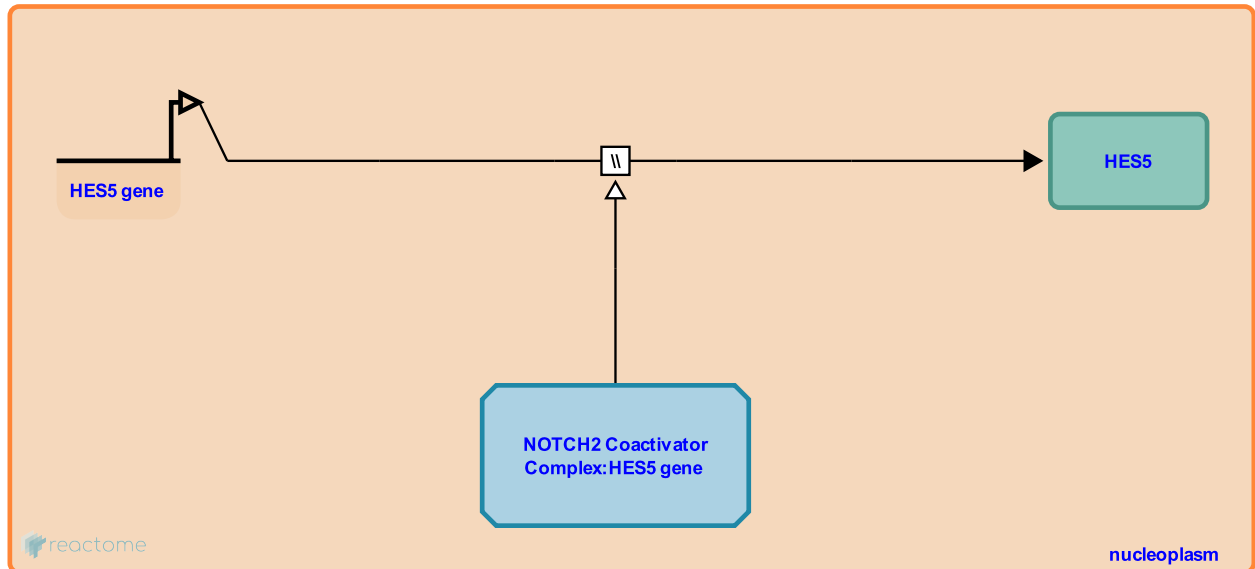 HES5 gene
\\
HES5
NOTCH2 Coactivator
Complex:HES5 gene
reactome
nucleoplasm